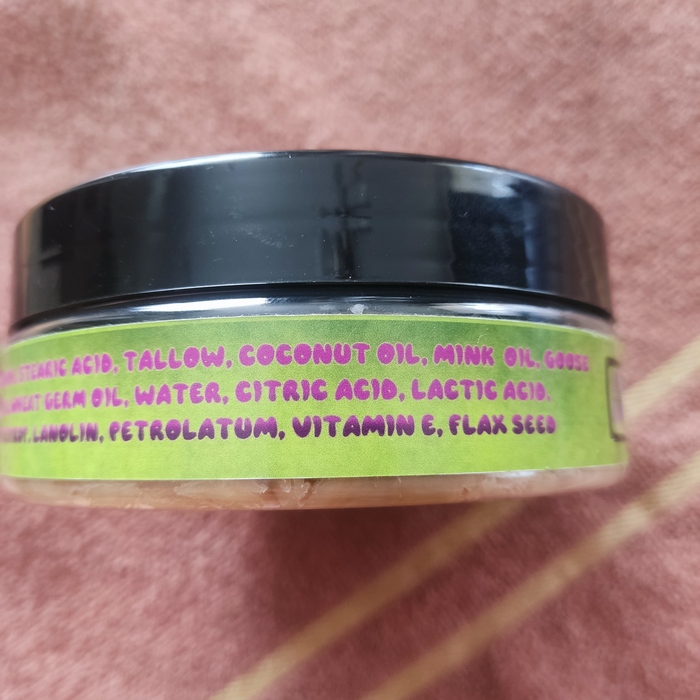 STEARIC ACID, TALLOW, COCONUT OIL, MINK OIL, GOOSE
WHEAT GERM OIL, WATER, CITRIC ACID, LACTIC ACID,
LANOLIN, PETROLATUM, VITAMIN E, FLAX SEED